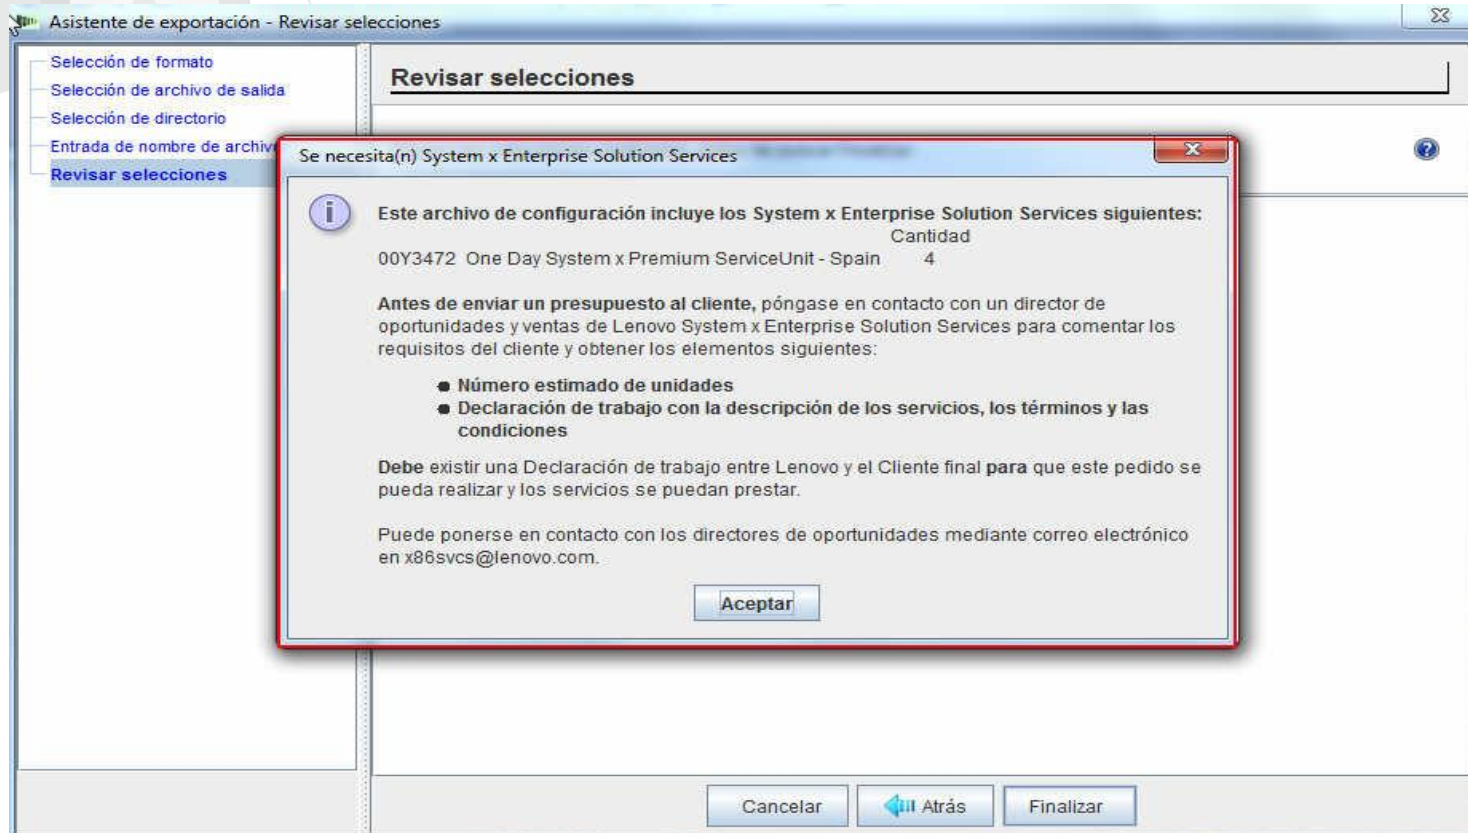 Asistente de exportación - Revisar selecciones
Selección de formato
Selección de archivo de salida
Selección de directorio
Entrada de nombre de archiv
Revisar selecciones
Revisar selecciones
Se necesita(n) System x Enterprise Solution Services
Este archivo de configuración incluye los System x Enterprise Solution Services siguientes:
Cantidad
00Y3472 One Day System x Premium ServiceUnit - Spain 4
Antes de enviar un presupuesto al cliente, póngase en contacto con un director de
oportunidades y ventas de Lenovo System x Enterprise Solution Services para comentar los
requisitos del cliente y obtener los elementos siguientes:
● Número estimado de unidades
● Declaración de trabajo con la descripción de los servicios, los términos y las
condiciones
Debe existir una Declaración de trabajo entre Lenovo y el Cliente final para que este pedido se
pueda realizar y los servicios se puedan prestar.
Puede ponerse en contacto con los directores de oportunidades mediante correo electrónico
en x86svcs@lenovo.com.
Aceptar
Cancelar
Atrás
Finalizar